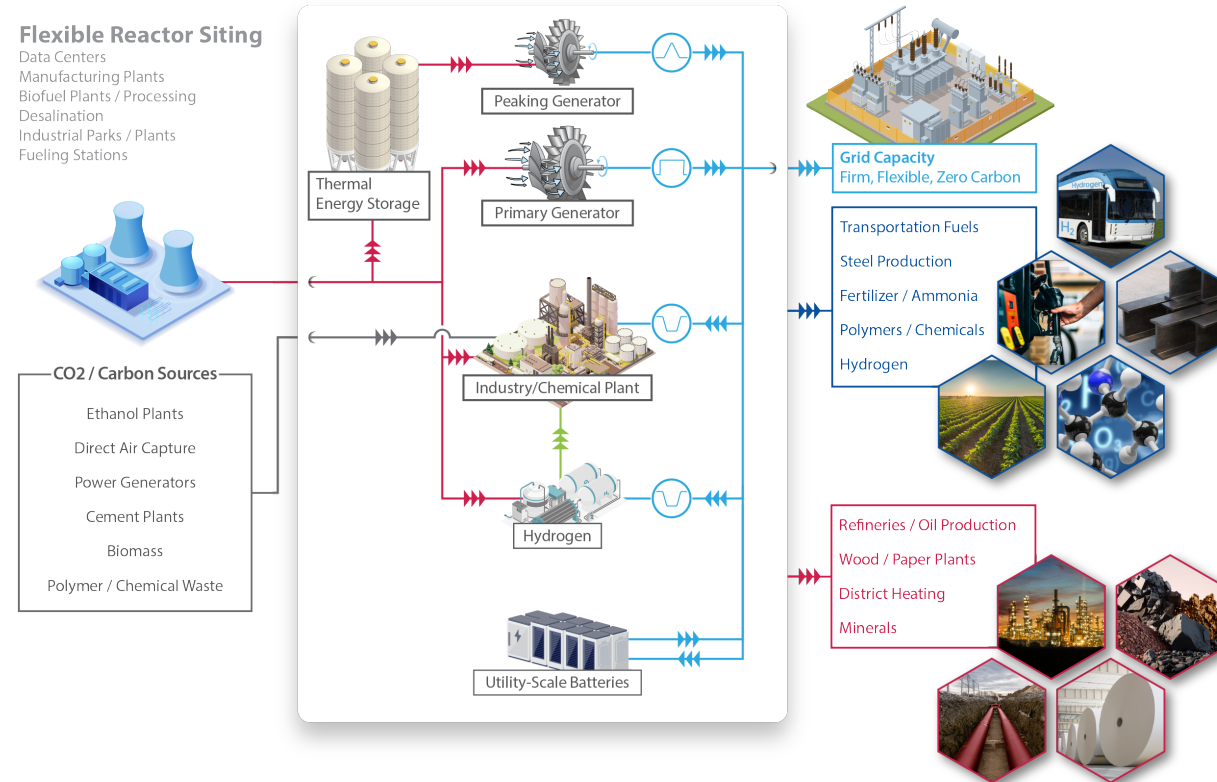 Flexible Reactor Siting
Data Centers
Manufacturing Plants
Biofuel Plants / Processing
Desalination
Industrial Parks / Plants
Fueling Stations
CO2 / Carbon Sources
Ethanol Plants
Direct Air Capture
Power Generators
Cement Plants
Biomass
Polymer / Chemical Waste
Thermal
Energy Storage
Peaking Generator
Primary Generator
Industry/Chemical Plant
Hydrogen
Utility-Scale Batteries
Grid Capacity
Firm, Flexible, Zero Carbon
Transportation Fuels
Steel Production
Fertilizer / Ammonia
Polymers / Chemicals
Hydrogen
Hydrogen
H2
O3
Refineries / Oil Production
Wood / Paper Plants
District Heating
Minerals